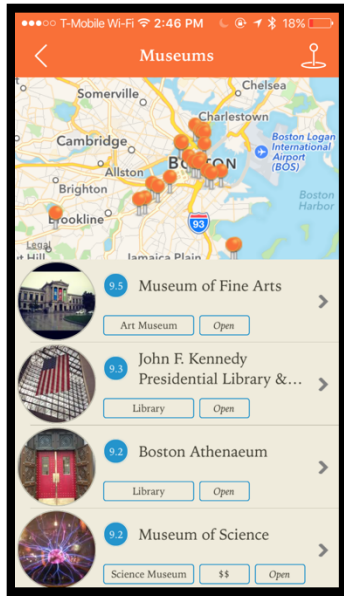 T-Mobile Wi-Fi 2:46 PM 18%
Museums
Somerville
Chelsea
Charlestown
Cambridge
Boston Logan
International
Airport
(BOS)
Allston
BOSTON
Brighton
Boston
Harbor
Brookline
93
Legal
Jamaica Plain
9.5 Museum of Fine Arts
Art Museum Open
9.3 John F. Kennedy
Presidential Library &...
Library Open
9.2 Boston Athenaeum
Library Open
9.2 Museum of Science
Science Museum $$ Open